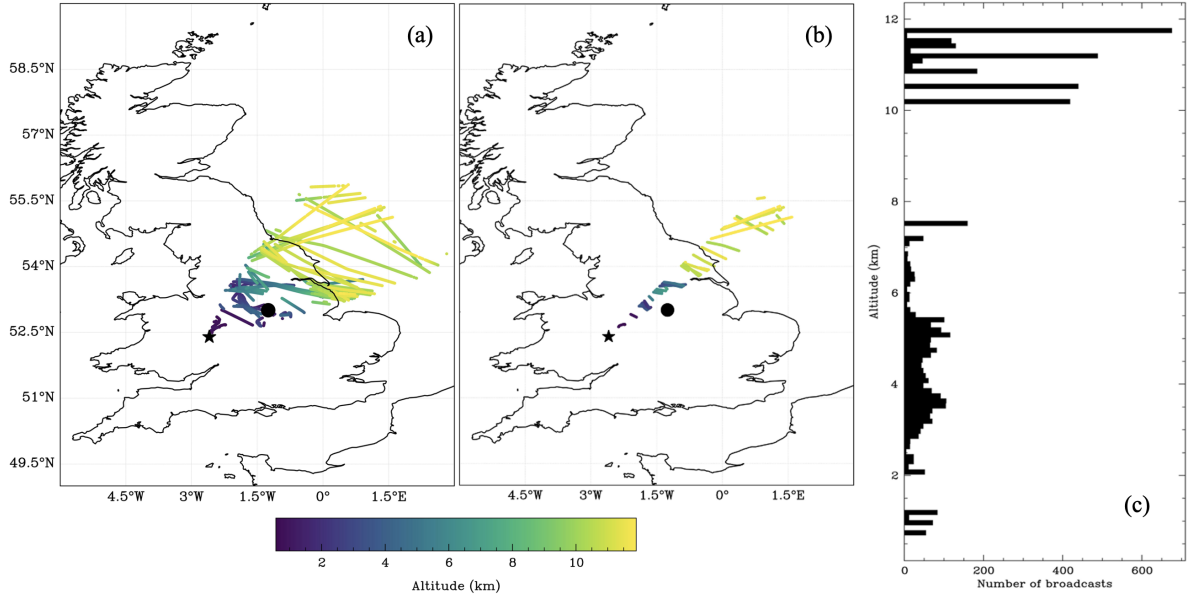 (a)
58.5°N
57°N
55.5°N
54°N
52.5°N
51°N
49.5°N
4.5°W
3°W
1.5°W
0°
1.5°E
(b)
4.5°W
3°W
1.5°W
0°
1.5°E
2
4
6
8
10
Altitude (km)
12
10
8
6
4
2
Altitude (km)
(c)
0
200
400
600
Number of broadcasts